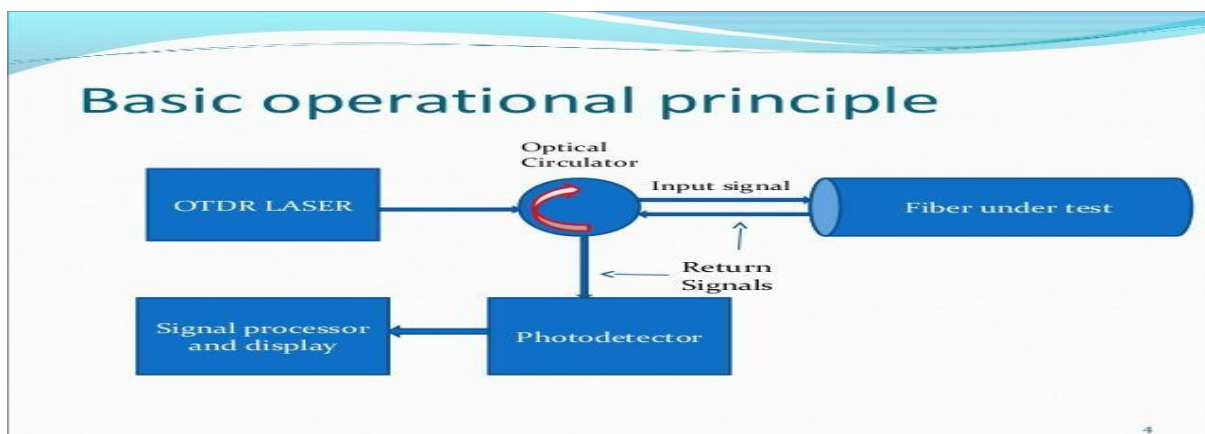 Basic operational principle
Optical
Circulator
OTDR LASER
Input signal
Fiber under test
Return
Signals
Signal processor
and display
Photodetector
4